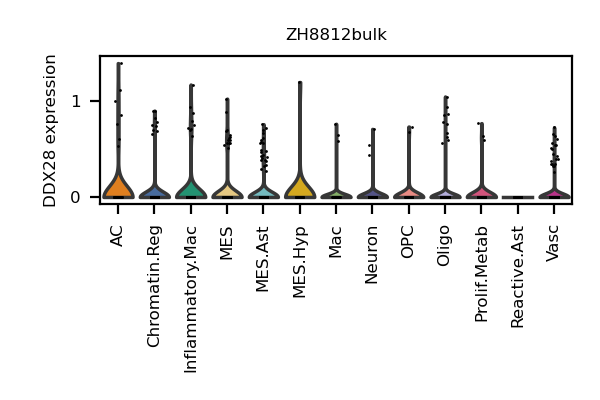 ZH8812bulk
DDX28 expression
1
0
AC
Chromatin.Reg
Inflammatory.Mac
MES
MES.Ast
MES.Hyp
Mac
Neuron
OPC
Oligo
Prolif.Metab
Reactive.Ast
Vasc